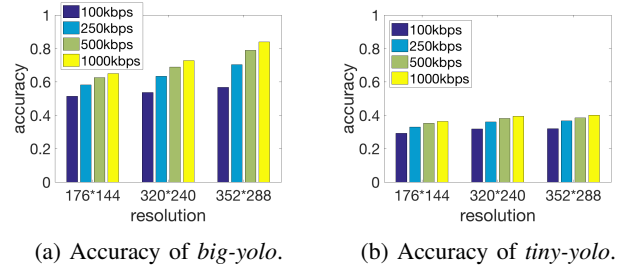 1
0.8
0.6
0.4
0.2
0
accuracy
100kbps
250kbps
500kbps
1000kbps
176*144 320*240 352*288
resolution
(a) Accuracy of big-yolo.
1
0.8
0.6
0.4
0.2
0
accuracy
100kbps
250kbps
500kbps
1000kbps
176*144 320*240 352*288
resolution
(b) Accuracy of tiny-yolo.